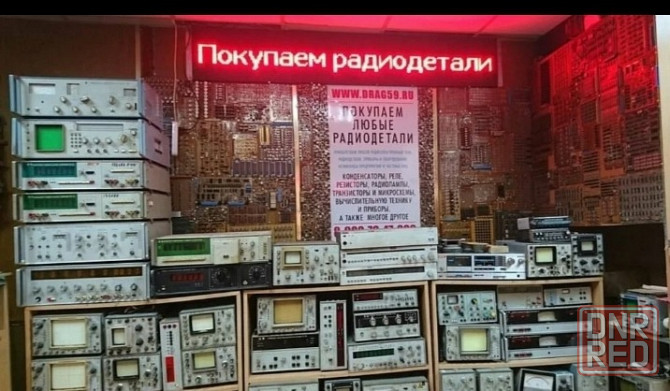 Покупаем радиодетали
WWW.DRAG59.RU
ПОКУПАЕМ
ЛЮБЫЕ
РАДИОДЕТАЛИ
КОНДЕНСАТОРЫ, РЕЛЕ,
РЕЗИСТОРЫ, РАДИОЛАМПЫ,
ТРАНЗИСТОРЫ И МИКРОСХЕМЫ,
ВЫЧИСЛИТЕЛЬНУЮ ТЕХНИКУ
И ПРИБОРЫ.
А ТАКЖЕ МНОГОЕ ДРУГОЕ
DNR
RED